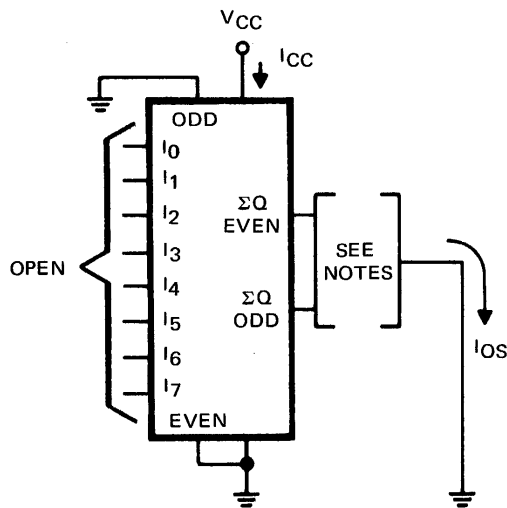 VCC
ICC
ODD
I0
I1
I2
I3
I4
I5
I6
I7
OPEN
ΣQ
EVEN
ΣQ
ODD
SEE
NOTES
IOS
EVEN